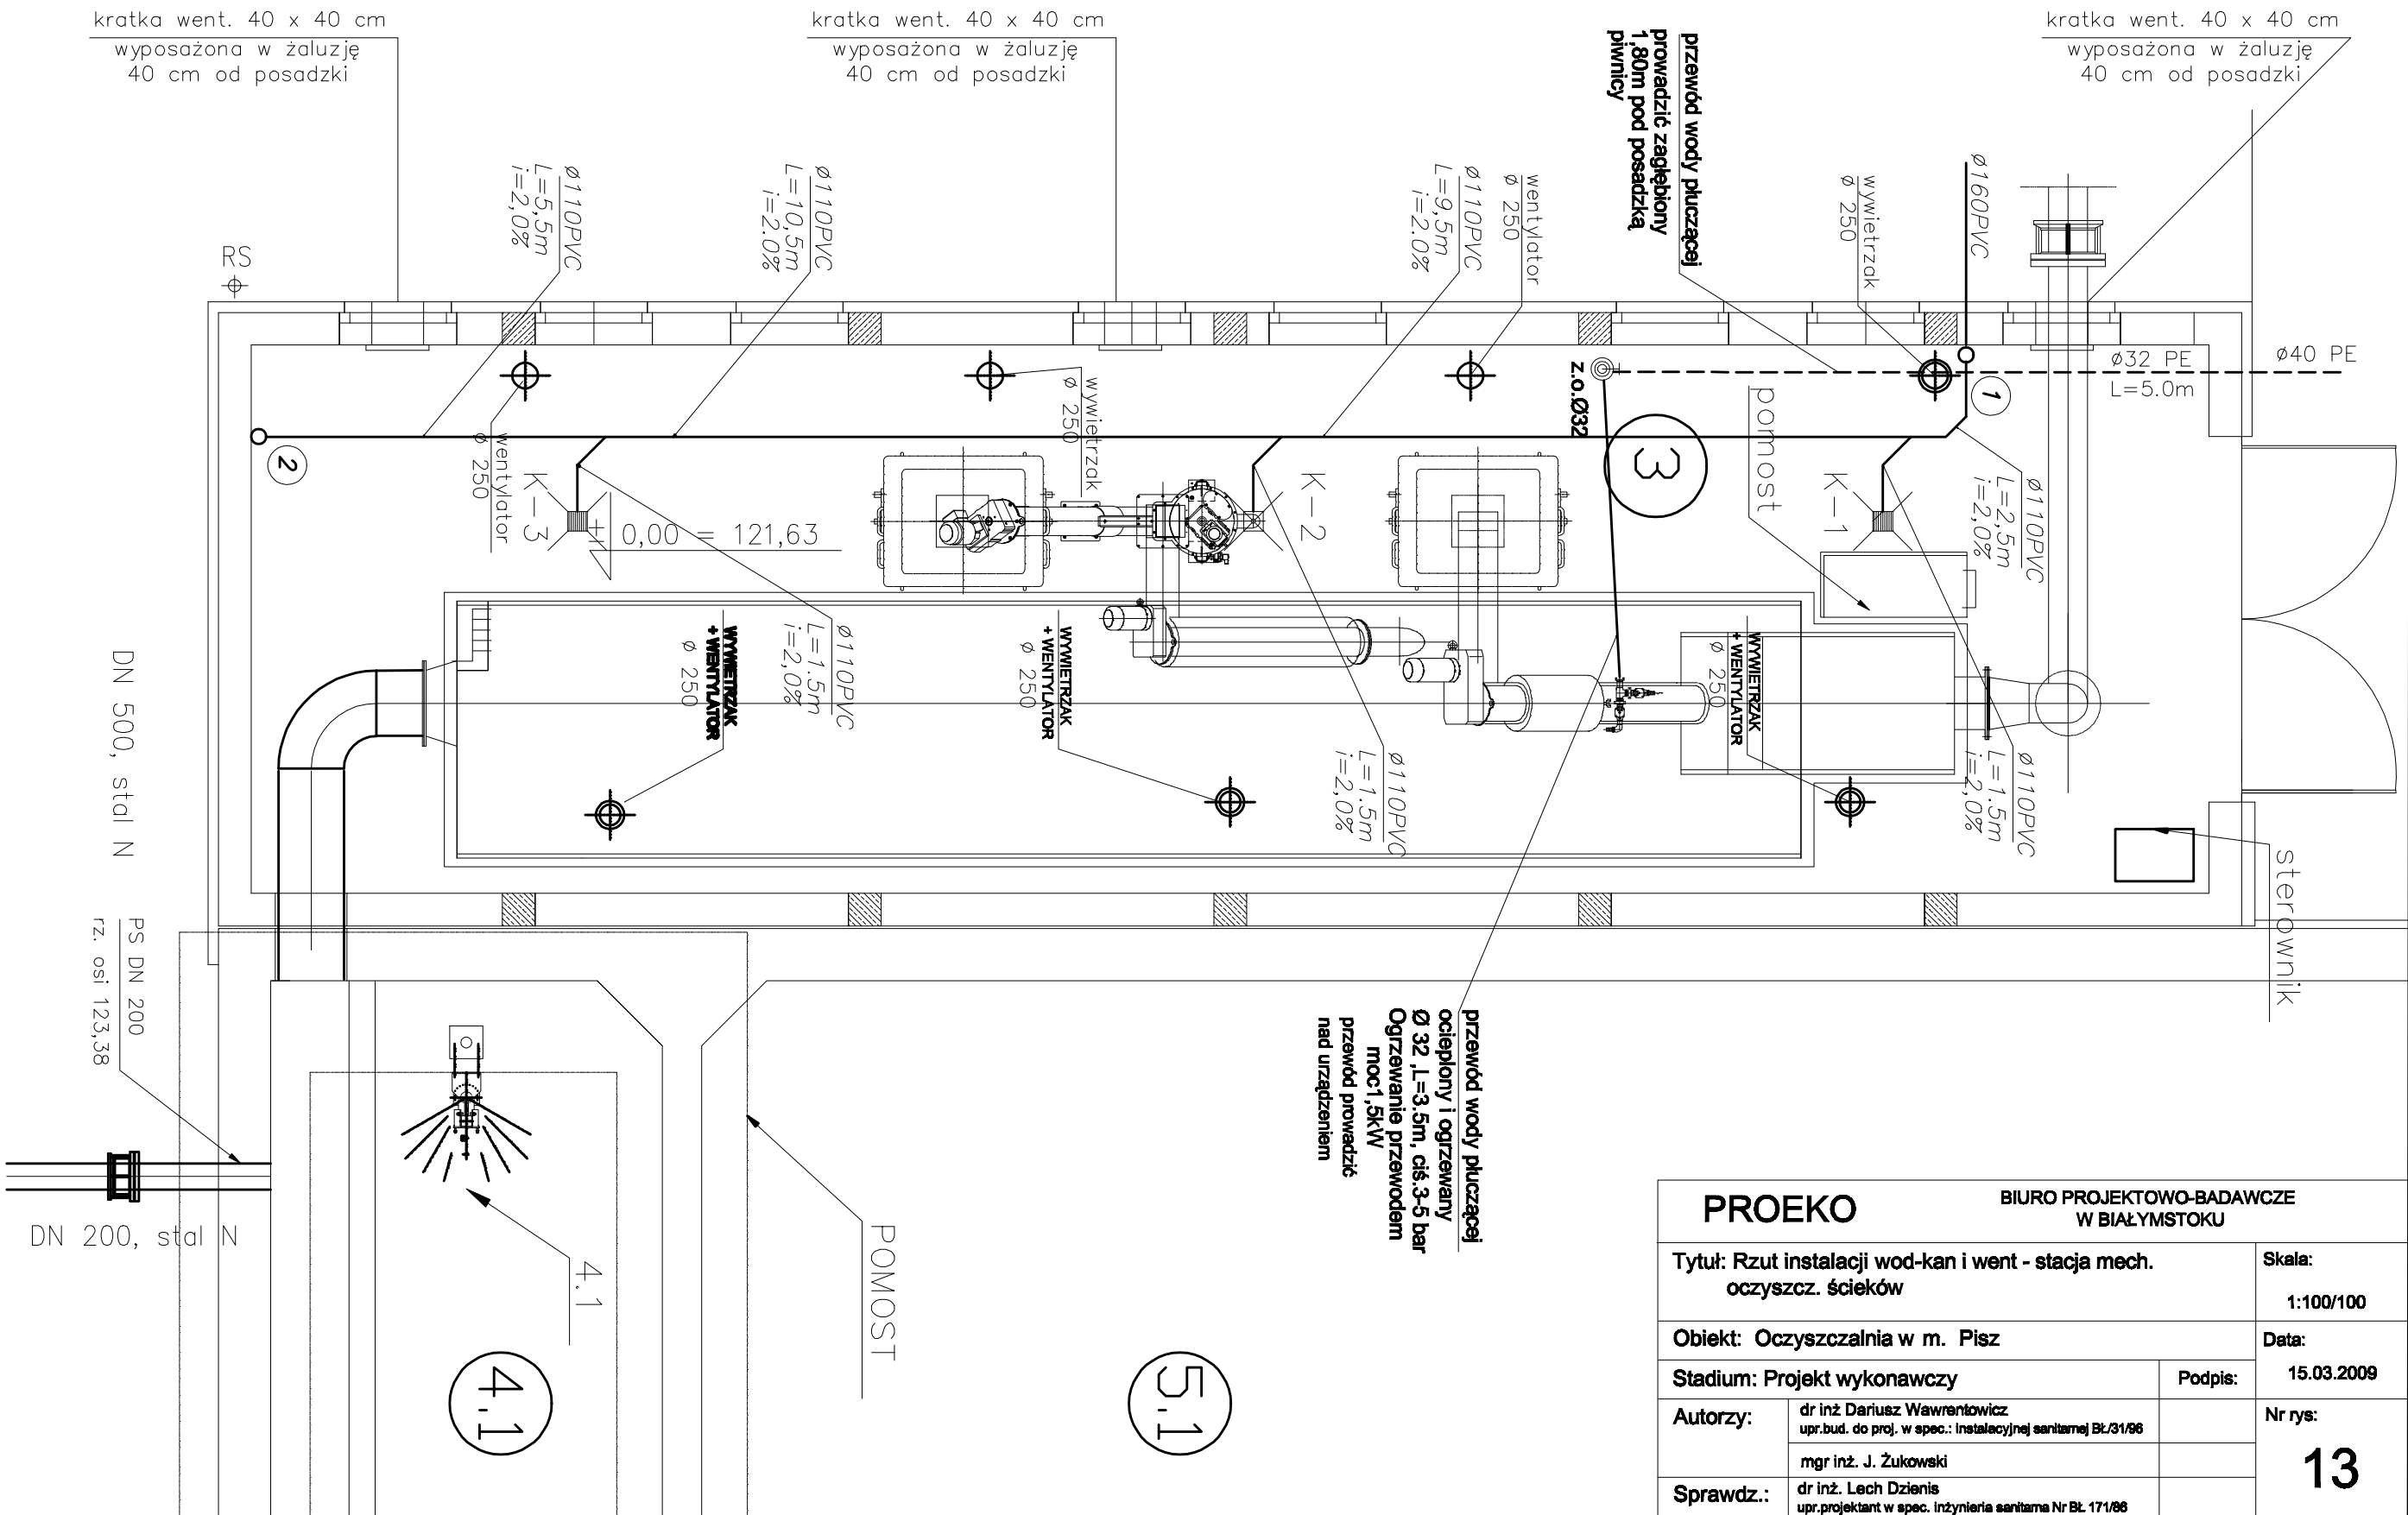 kratka went. 40 x 40 cm
wyposażona w żaluzję
40 cm od posadzki
kratka went. 40 x 40 cm
wyposażona w żaluzję
40 cm od posadzki
kratka went. 40 x 40 cm
wyposażona w żaluzję
40 cm od posadzki
przewód wody płuczącej
prowadzić zagłębiony
1,80m pod posadzką
piwnicy
RS
ø110PVC
L=5,5m
i=2,0%
ø110PVC
L=10,5m
i=2.0%
ø110PVC
L=9,5m
i=2.0%
wentylator
ø 250
wywietrzak
ø 250
ø160PVC
ø32 PE
L=5.0m
ø40 PE
1
2
3
z.o.Ø32
pomost
wentylator
ø 250
wywietrzak
ø 250
K-3
K-2
K-1
± 0,00 = 121,63
ø110PVC
L=2,5m
i=2,0%
ø110PVC
L=1.5m
i=2,0%
ø110PVC
L=1.5m
i=2,0%
ø110PVC
L=1.5m
i=2,0%
WYWIETRZAK
+ WENTYLATOR
ø 250
WYWIETRZAK
+ WENTYLATOR
ø 250
WYWIETRZAK
+ WENTYLATOR
ø 250
sterownik
DN 500, stal N
PS DN 200
rz. osi 123,38
DN 200, stal N
przewód wody płuczącej
ocieplony i ogrzewany
Ø 32 ,L=3.5m, ciś.3-5 bar
Ogrzewanie przewodem
moc1,5kW
przewód prowadzić
nad urządzeniem
POMOST
4.1
4.1
5.1
PROEKO
BIURO PROJEKTOWO-BADAWCZE
W BIAŁYMSTOKU
Tytuł: Rzut instalacji wod-kan i went - stacja mech.
oczyszcz. ścieków
Skala:
1:100/100
Obiekt: Oczyszczalnia w m. Pisz
Data:
15.03.2009
Stadium: Projekt wykonawczy
Podpis:
Autorzy:
dr inż Dariusz Wawrentowicz
upr.bud. do proj. w spec.: instalacyjnej sanitarnej BŁ/31/96
mgr inż. J. Żukowski
Nr rys:
13
Sprawdz.:
dr inż. Lech Dzienis
upr.projektant w spec. inżynieria sanitarna Nr BŁ 171/86